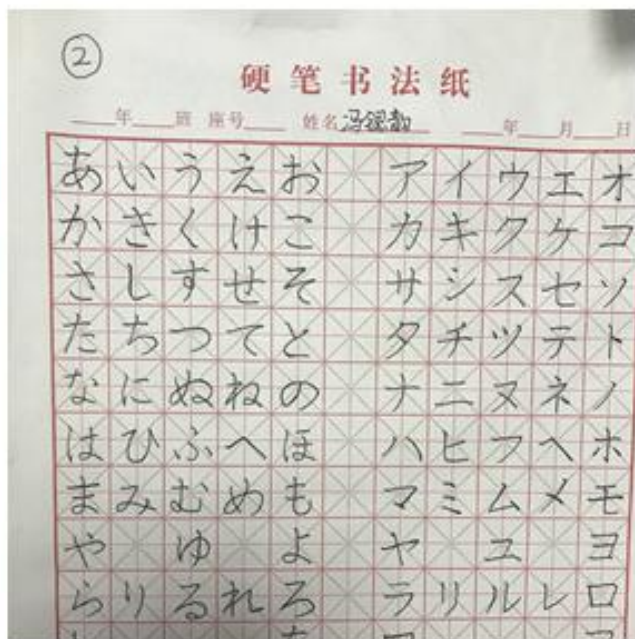 ②
硬笔书法纸
年 班 座号 姓名 冯 年 月 日
あいうえお アイウエオ
かきくけこ カキクケコ
さしすせそ サシスセソ
たちつてと タチツテト
なにぬねの ナニヌネノ
はひふへほ ハヒフヘホ
まみむめも マミムメモ
や ゆ よ ヤ ユ ヨ
らりるれろ ラリルレロ